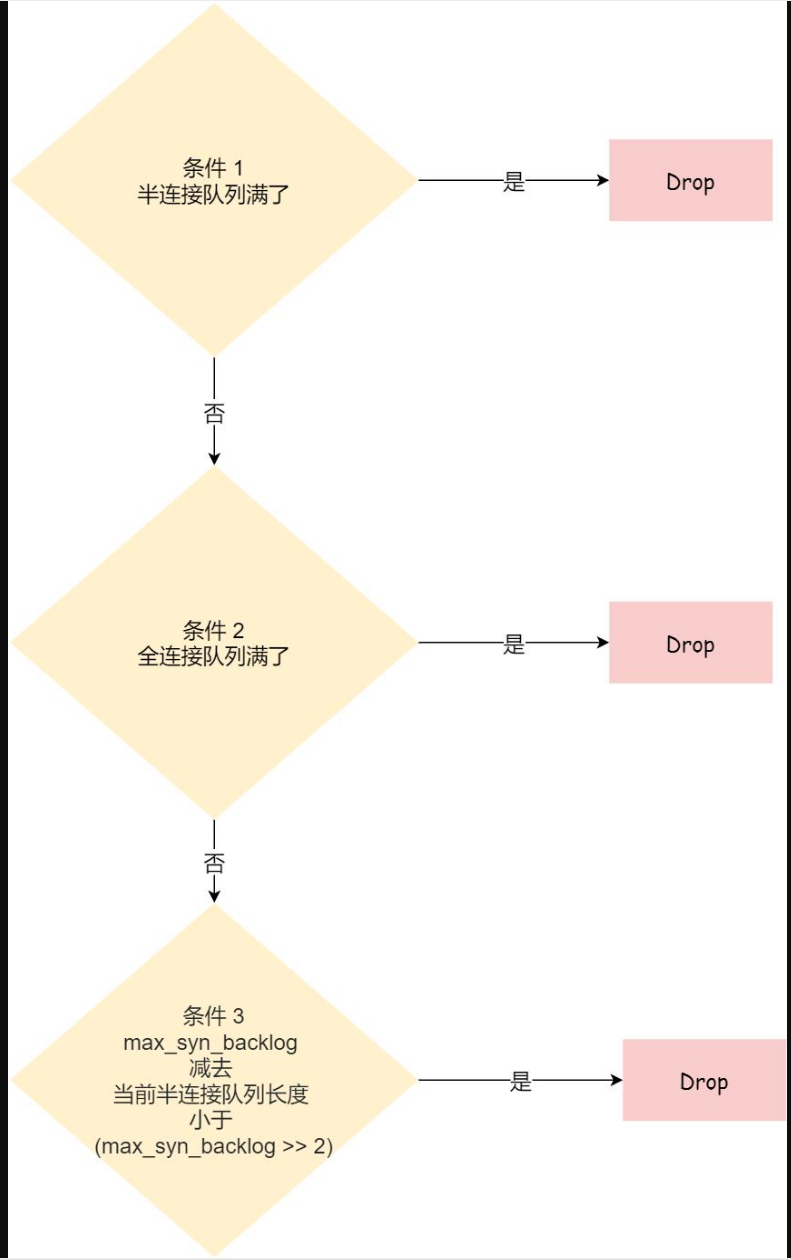 条件 1
半连接队列满了
是
Drop
否
条件 2
全连接队列满了
是
Drop
否
条件 3
max_syn_backlog
减去
当前半连接队列长度
小于
(max_syn_backlog >> 2)
是
Drop